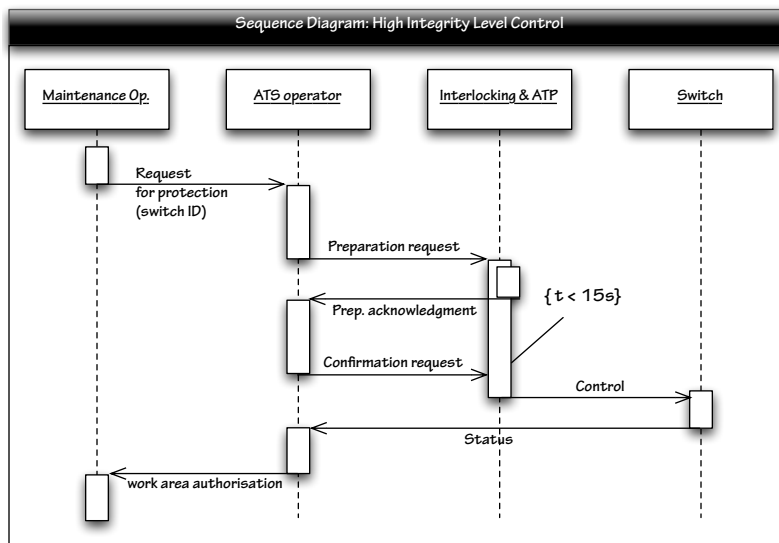 Sequence Diagram: High Integrity Level Control
Maintenance Op.
ATS operator
Interlocking & ATP
Switch
Request
for protection
(switch ID)
Preparation request
{t < 15s}
Prep. acknowledgment
Confirmation request
Control
Status
work area authorisation